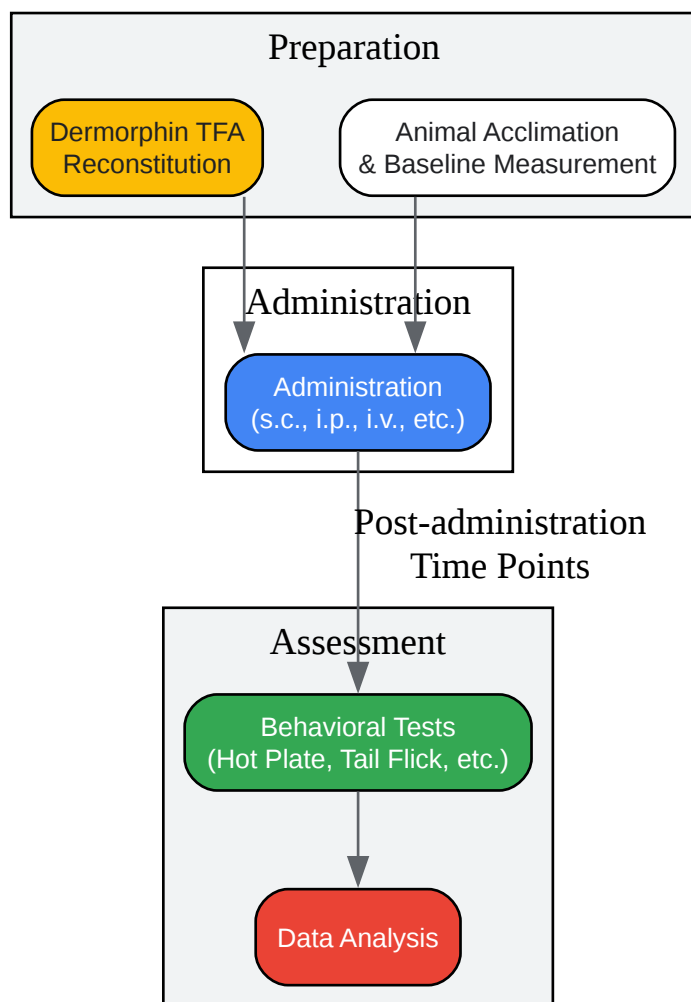 Preparation
Dermorphin TFA
Reconstitution
Animal Acclimation
& Baseline Measurement
Administration
Administration
(s.c., i.p., i.v., etc.)
Post-administration
Time Points
Assessment
Behavioral Tests
(Hot Plate, Tail Flick, etc.)
Data Analysis